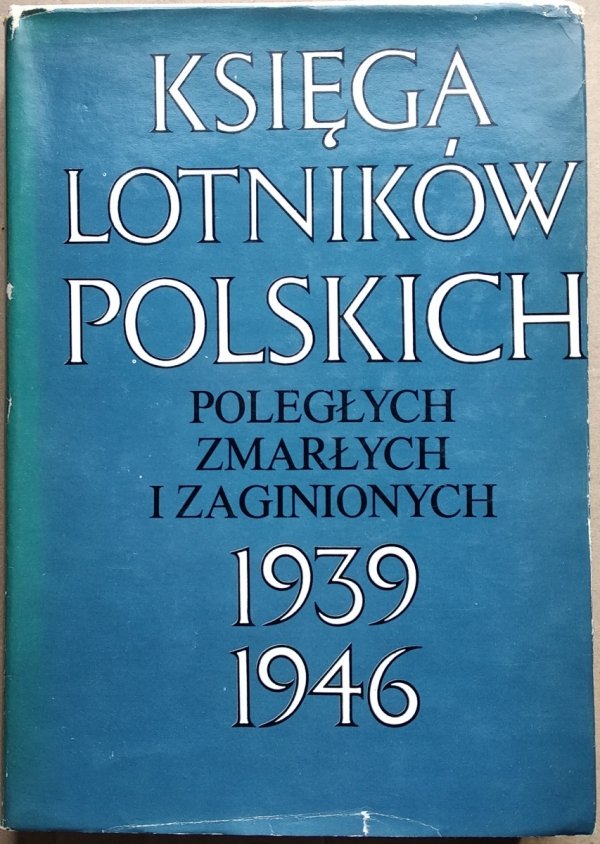 KSIĘGA
LOTNIKÓW
POLSKICH
POLEGŁYCH
ZMARŁYCH
I ZAGINIONYCH
1939
1946